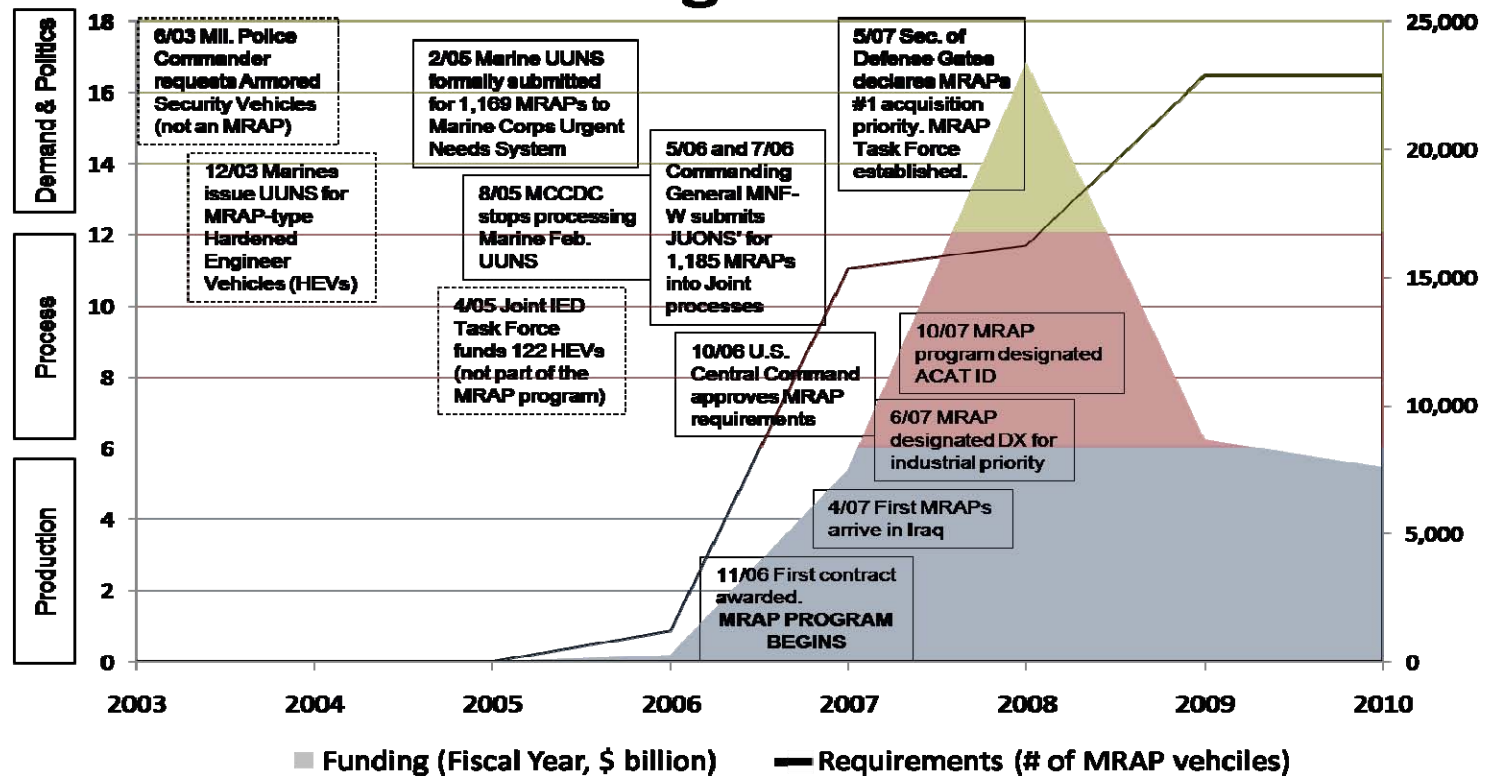 18
16
14
12
10
8
6
4
2
0
25,000
20,000
15,000
10,000
5,000
0
Demand & Politics
Process
Production
6/03 Mil. Police
Commander
requests Armored
Security Vehicles
(not an MRAP)
12/03 Marines
issue UUNS for
MRAP-type
Hardened
Engineer
Vehicles (HEVs)
2/05 Marine UUNS
formally submitted
for 1,169 MRAPs to
Marine Corps Urgent
Needs System
8/05 MCCDC
stops processing
Marine Feb.
UUNS
4/05 Joint IED
Task Force
funds 122 HEVs
(not part of the
MRAP program)
5/06 and 7/06
Commanding
General MNF-
W submits
JUONS' for
1,185 MRAPs
into Joint
processes
10/06 U.S.
Central Command
approves MRAP
requirements
5/07 Sec. of
Defense Gates
declares MRAPs
#1 acquisition
priority. MRAP
Task Force
established.
10/07 MRAP
program designated
ACAT ID
6/07 MRAP
designated DX for
industrial priority
4/07 First MRAPs
arrive in Iraq
11/06 First contract
awarded.
MRAP PROGRAM
BEGINS
2003 2004 2005 2006 2007 2008 2009 2010
Funding (Fiscal Year, $ billion) Requirements (# of MRAP vehciles)